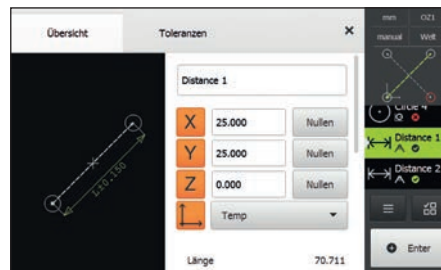 Übersicht
Toleranzen
×
mm
OZ1
manual
Welt
Distance 1
X
25.000
Nullen
Y
25.000
Nullen
Z
0.000
Nullen
Temp
Länge
70.711
L±0,150
Circle 4
Distance 1
Distance 2
Enter